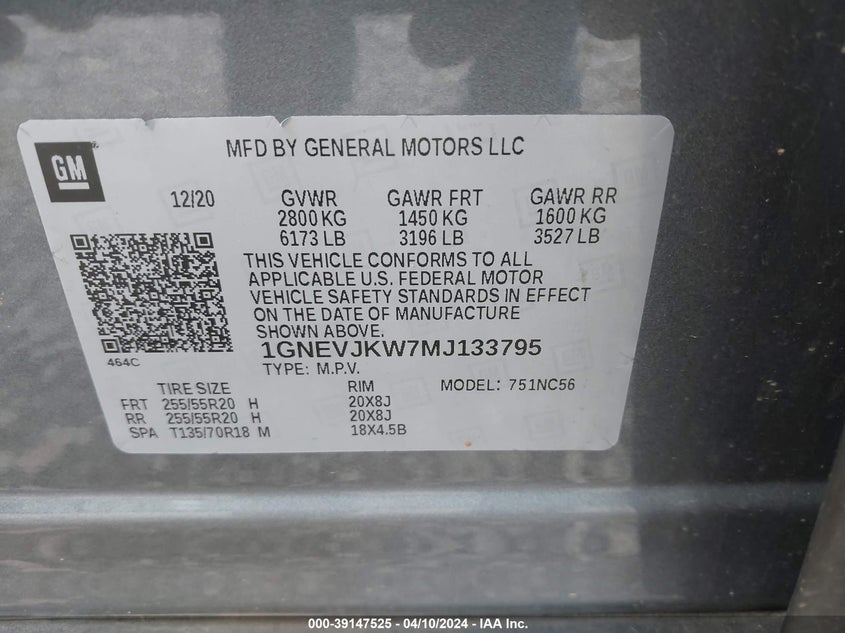 MFD BY GENERAL MOTORS LLC
GM
12/20 GVWR GAWR FRT GAWR RR
2800 KG 1450 KG 1600 KG
6173 LB 3196 LB 3527 LB
THIS VEHICLE CONFORMS TO ALL
APPLICABLE U.S. FEDERAL MOTOR
VEHICLE SAFETY STANDARDS IN EFFECT
ON THE DATE OF MANUFACTURE
SHOWN ABOVE.
464C
1GNEVJKW7MJ133795
TYPE: M.P.V.
TIRE SIZE RIM MODEL: 751NC56
FRT 255/55R20 H 20X8J
RR 255/55R20 H 20X8J
SPA T135/70R18 M 18X4.5B
000-39147525 - 04/10/2024 - IAA Inc.